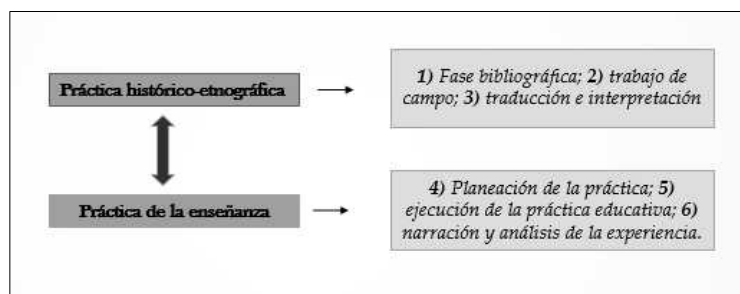 Práctica histórico-etnográfica
1) Fase bibliográfica; 2) trabajo de
campo; 3) traducción e interpretación
Práctica de la enseñanza
4) Planeación de la práctica; 5)
ejecución de la práctica educativa; 6)
narración y análisis de la experiencia.